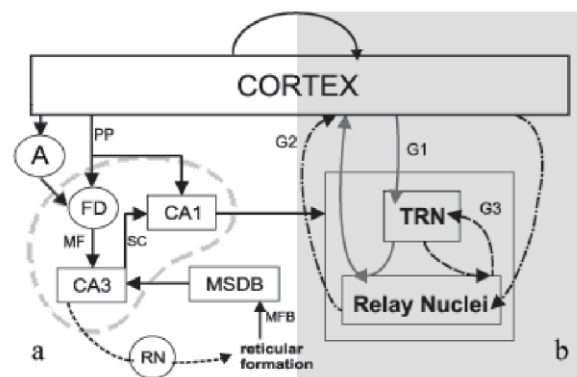 CORTEX
PP
G2
G1
A
FD
CA1
TRN
G3
MF
SC
CA3
MSDB
Relay Nuclei
MFB
a
RN
reticular
formation
b